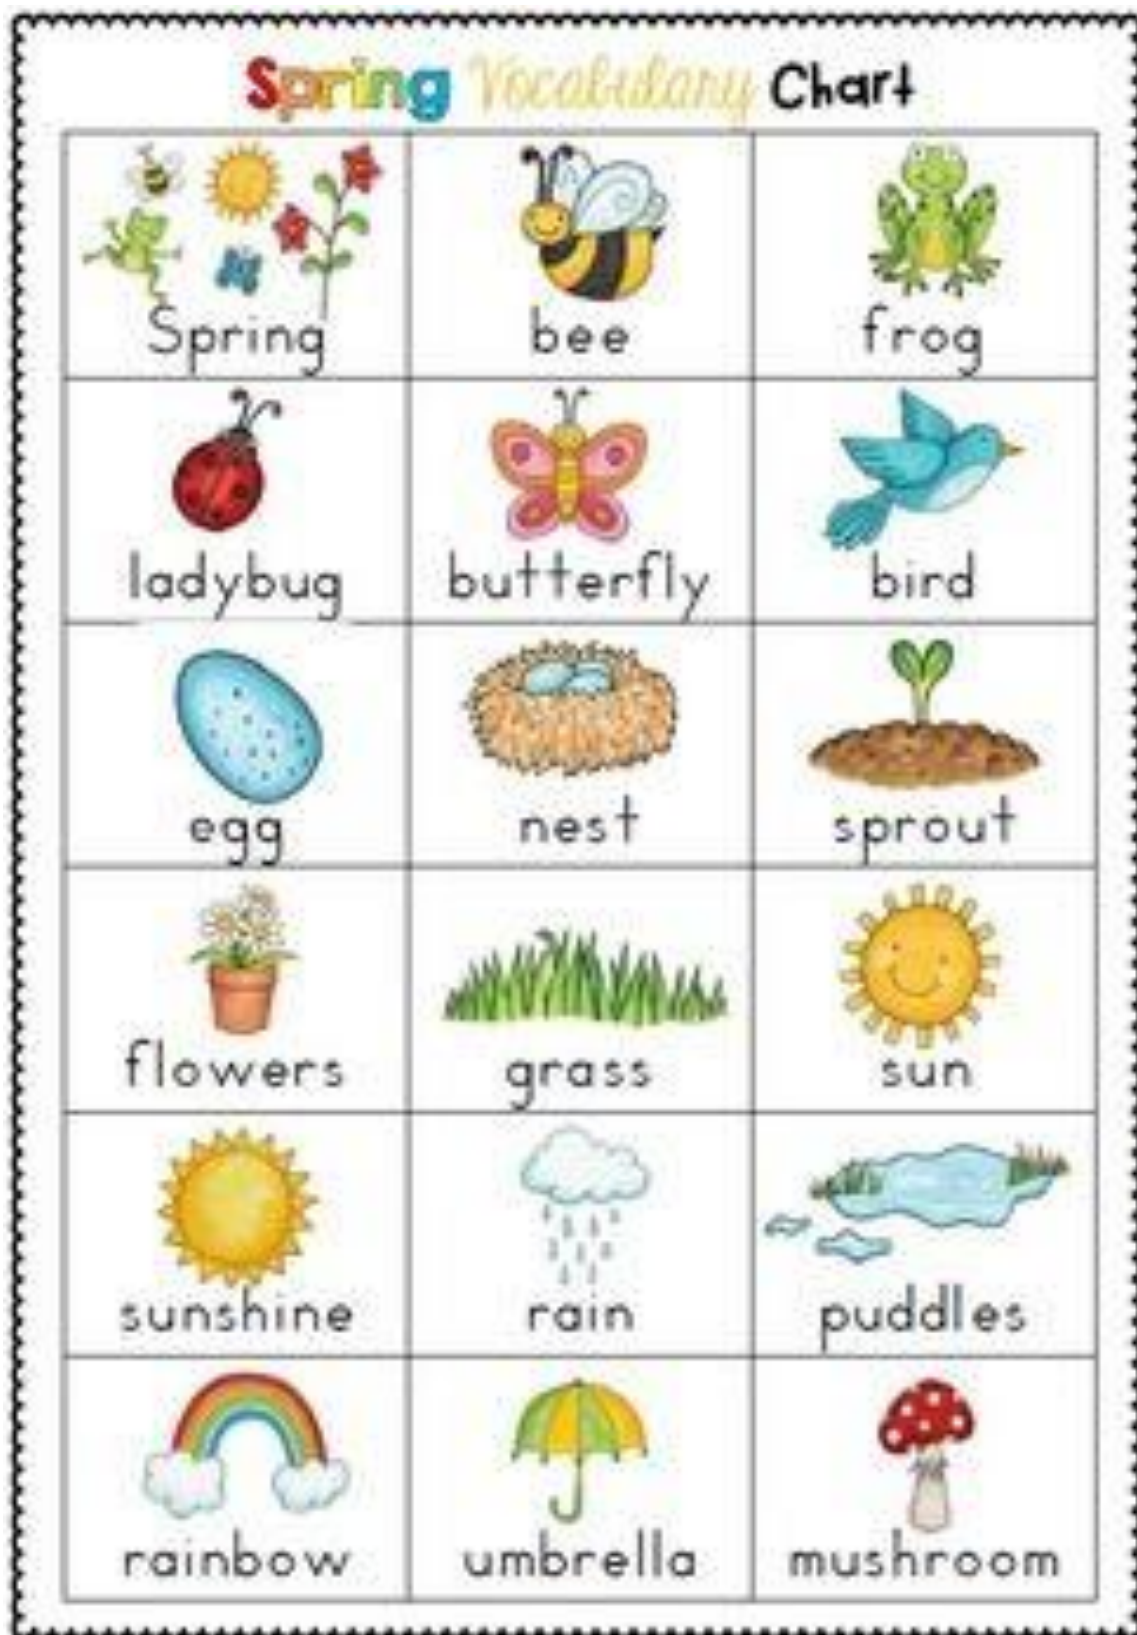 Spring Vocabulary Chart
Spring bee frog
ladybug butterfly bird
egg nest sprout
flowers grass sun
sunshine rain puddles
rainbow umbrella mushroom